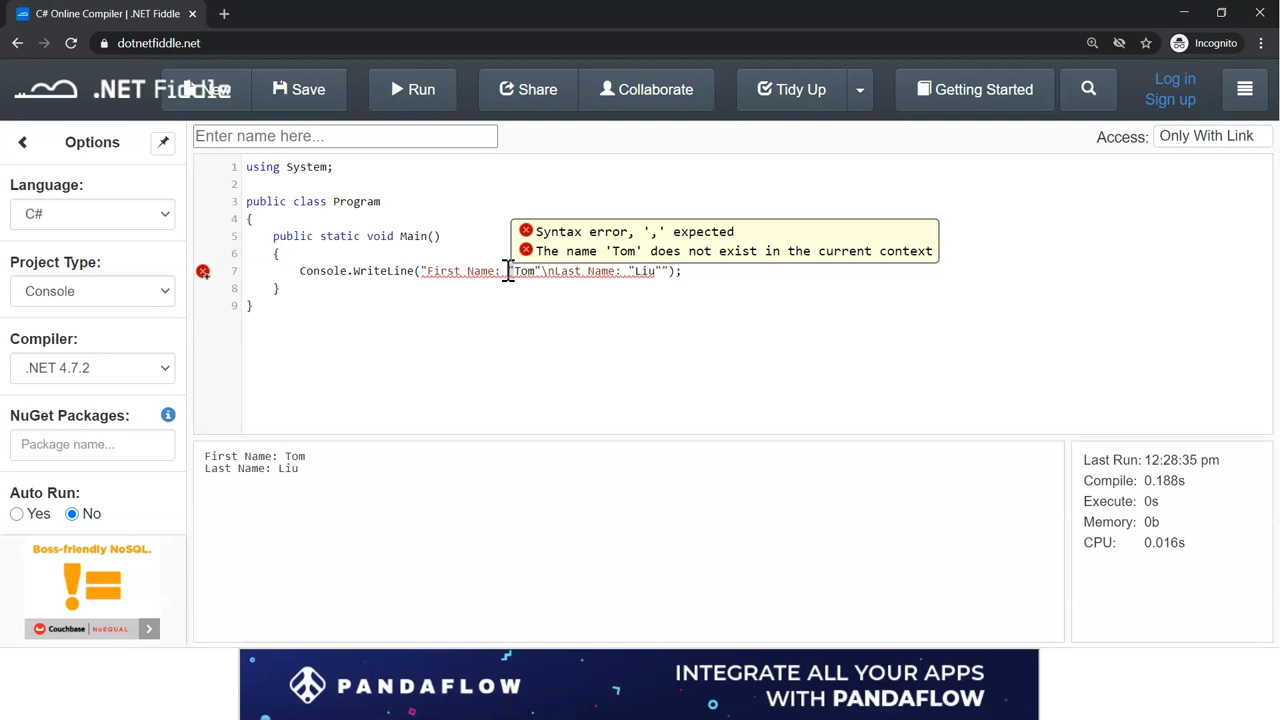 C# Online Compiler | .NET Fiddle
dotnetfiddle.net
Incognito
.NET Fiddle
New
Save
Run
Share
Collaborate
Tidy Up
Getting Started
Log in
Sign up
Options
Enter name here...
Access: Only With Link
Language:
C#
Project Type:
Console
Compiler:
.NET 4.7.2
NuGet Packages:
Package name...
Auto Run:
Yes No
1 using System;
2
3 public class Program
4 {
5 public static void Main()
6 {
7 Console.WriteLine("First Name: "Tom"\nLast Name: "Liu"");
8 }
9 }
Syntax error, ',' expected
The name 'Tom' does not exist in the current context
First Name: Tom
Last Name: Liu
Last Run: 12:28:35 pm
Compile: 0.188s
Execute: 0s
Memory: 0b
CPU: 0.016s
Boss-friendly NoSQL.
Couchbase NoEQUAL
PANDAFLOW
INTEGRATE ALL YOUR APPS
WITH PANDAFLOW